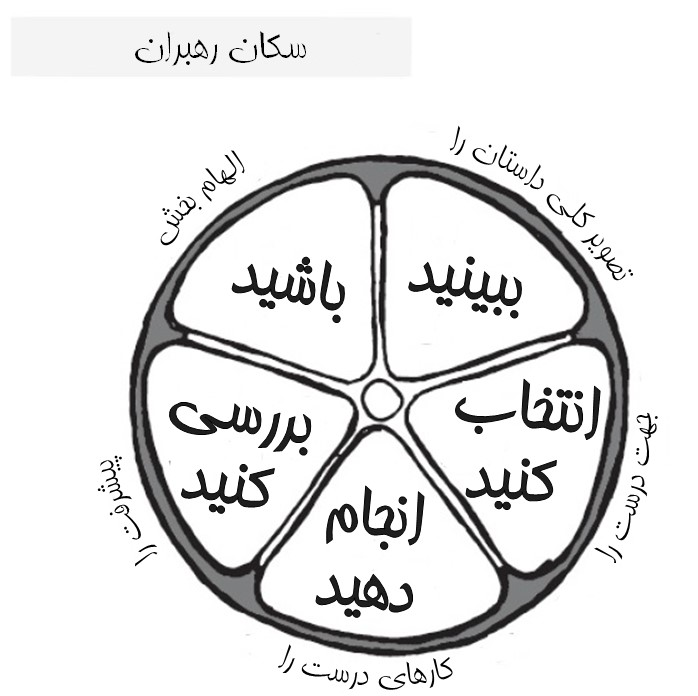 سکان رهبران
تصویر کلی داستان را
ببینید
جهت درست را
انتخاب
کنید
کارهای درست را
انجام
دهید
پیشرفت را
بررسی
کنید
الهام بخش
باشید